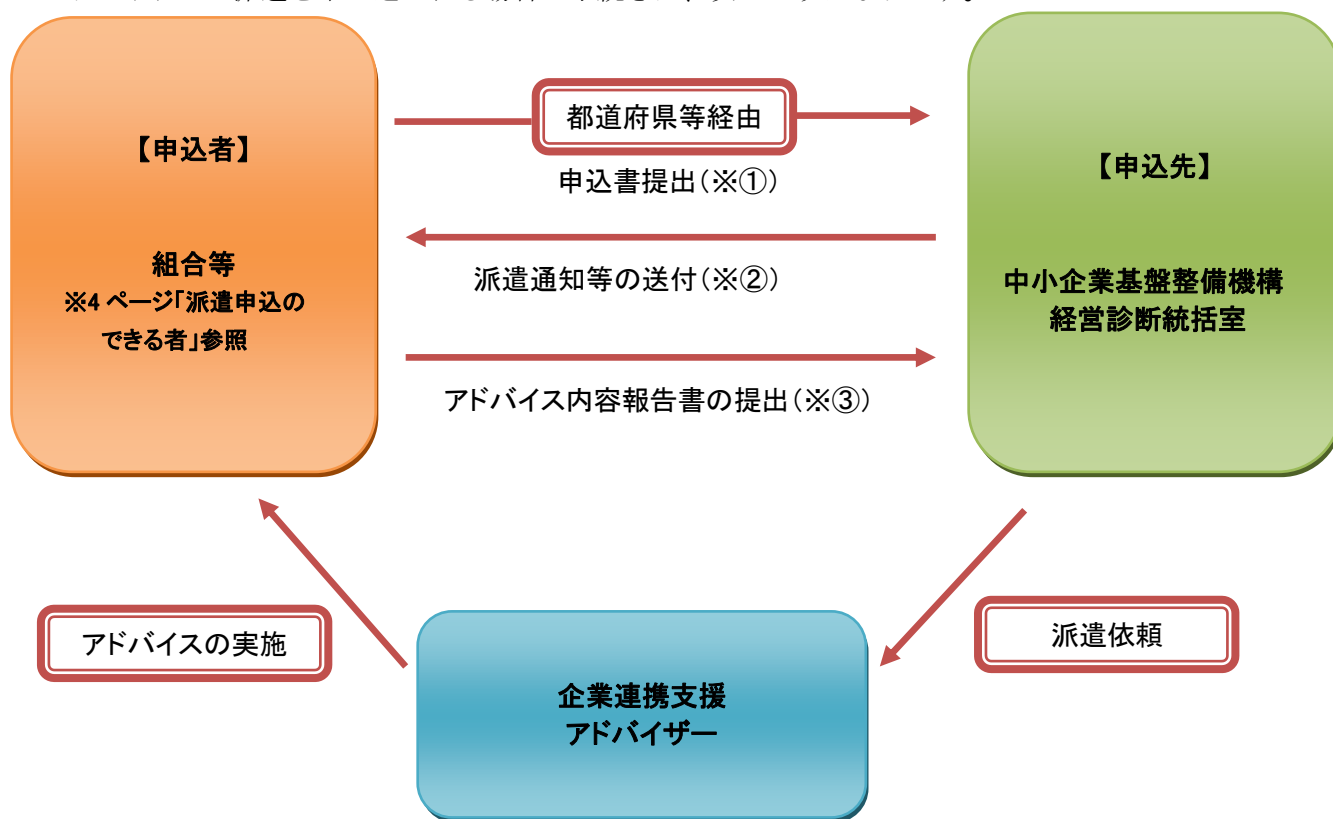 都道府県等経由
申込書提出(※①)
【申込者】
組合等
※4 ページ「派遣申込の
できる者」参照
【申込先】
中小企業基盤整備機構
経営診断統括室
派遣通知等の送付(※②)
アドバイス内容報告書の提出(※③)
アドバイスの実施
派遣依頼
企業連携支援
アドバイザー